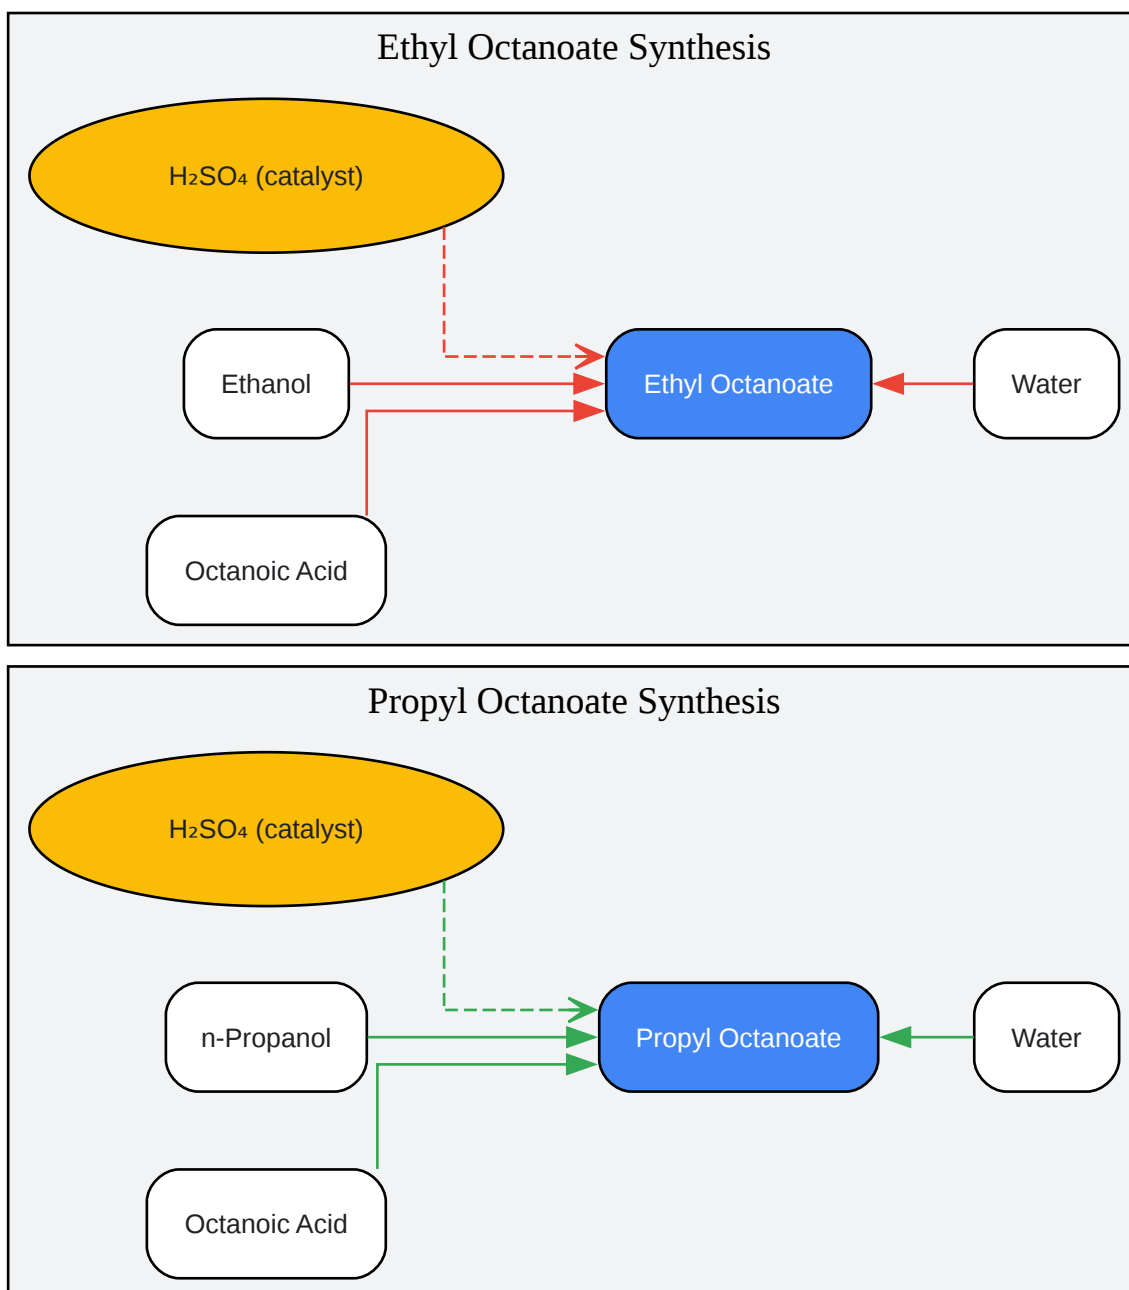 Ethyl Octanoate Synthesis
H₂SO₄ (catalyst)
Ethanol
Ethyl Octanoate
Water
Octanoic Acid
Propyl Octanoate Synthesis
H₂SO₄ (catalyst)
n-Propanol
Propyl Octanoate
Water
Octanoic Acid